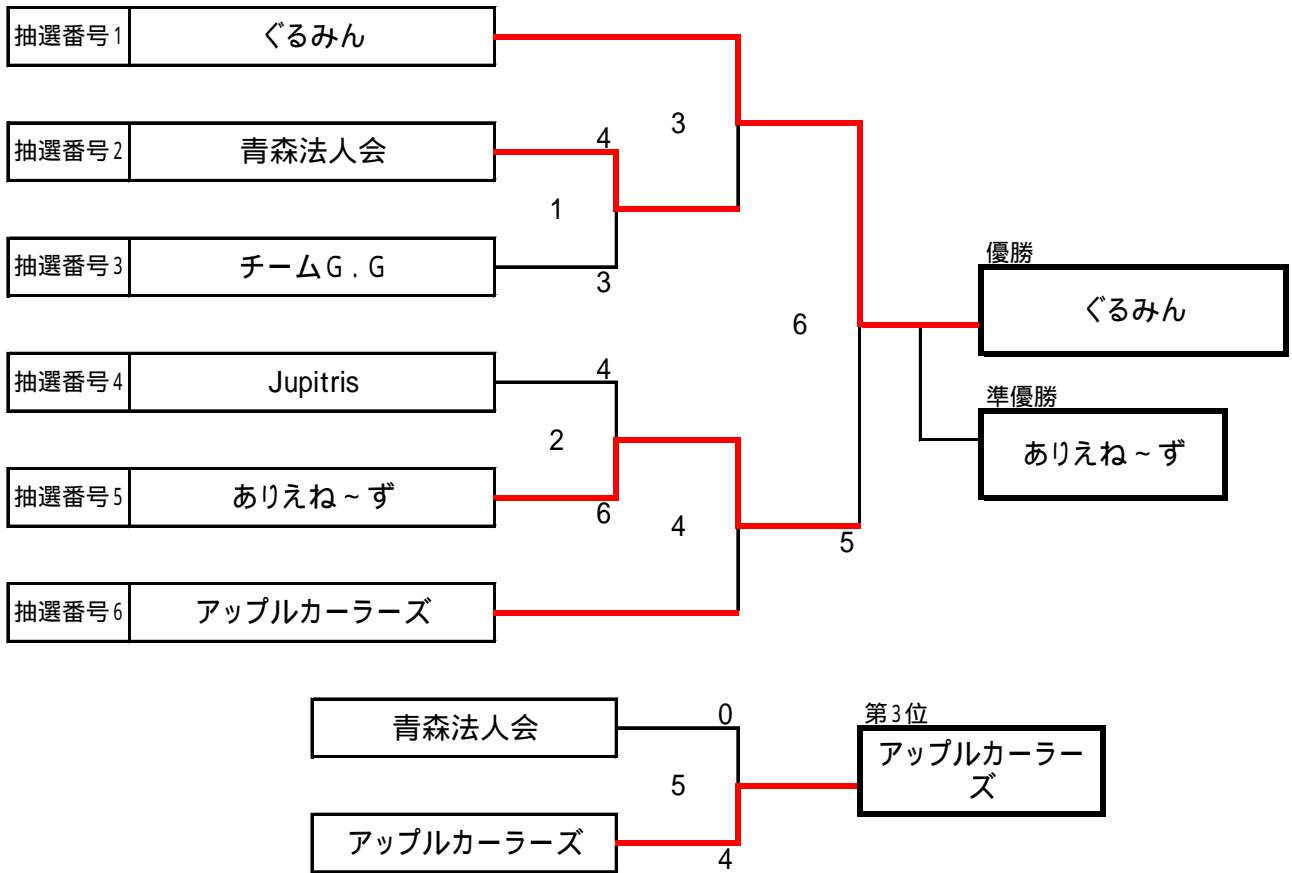 抽選番号1 ぐるみん
3
抽選番号2 青森法人会 4
1
抽選番号3 チームG．G 3
優勝
ぐるみん
6
抽選番号4 Jupitris 4
準優勝
2
ありえね～ず
抽選番号5 ありえね～ず 6
4
5
抽選番号6 アップルカーラーズ
青森法人会 0
第3位
アップルカーラー
ズ
5
アップルカーラーズ 4